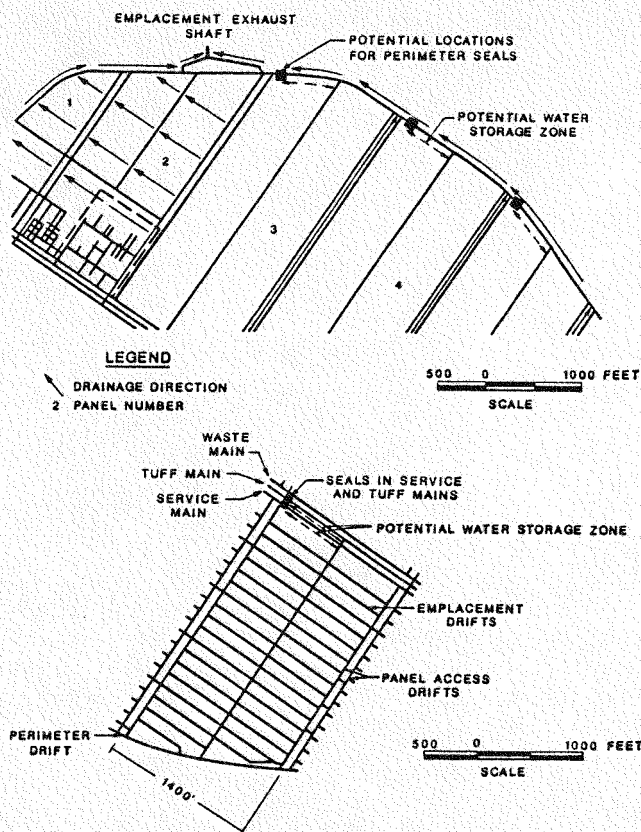 EMPLACEMENT EXHAUST
SHAFT
POTENTIAL LOCATIONS
FOR PERIMETER SEALS
POTENTIAL WATER
STORAGE ZONE
1
2
3
4
LEGEND
DRAINAGE DIRECTION
2 PANEL NUMBER
500 0 1000 FEET
SCALE
WASTE
MAIN
TUFF MAIN
SERVICE
MAIN
SEALS IN SERVICE
AND TUFF MAINS
POTENTIAL WATER STORAGE ZONE
EMPLACEMENT
DRIFTS
PANEL ACCESS
DRIFTS
PERIMETER
DRIFT
1400'
500 0 1000 FEET
SCALE